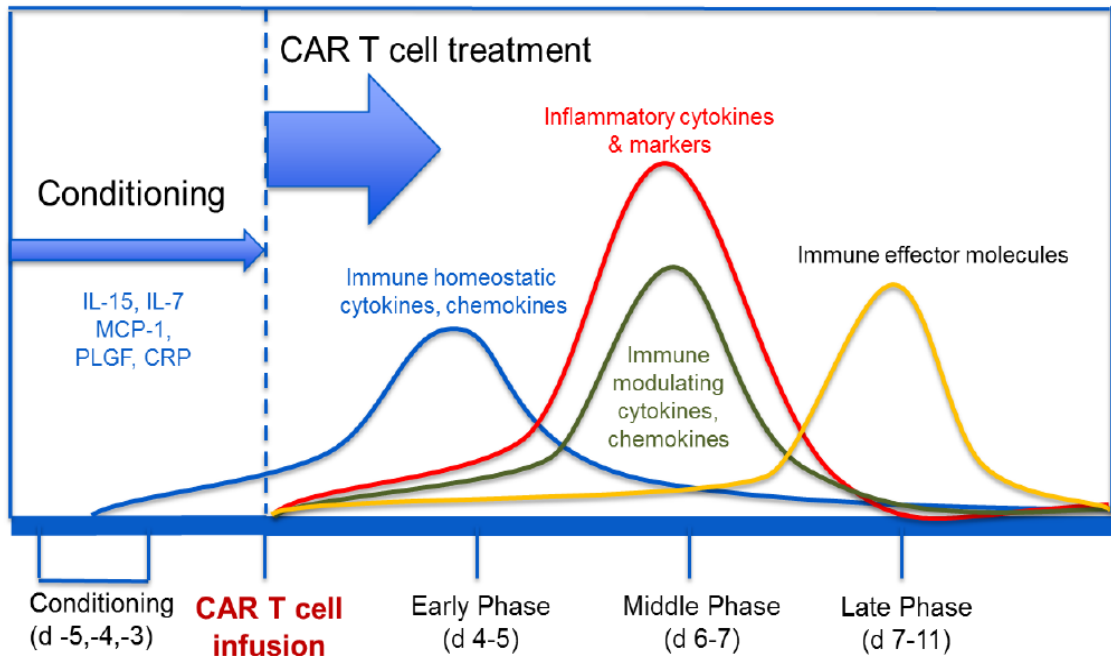 CAR T cell treatment
Conditioning
IL-15, IL-7
MCP-1,
PLGF, CRP
Immune homeostatic
cytokines, chemokines
Inflammatory cytokines
& markers
Immune
modulating
cytokines,
chemokines
Immune effector molecules
Conditioning
(d -5,-4,-3)
CAR T cell
infusion
Early Phase
(d 4-5)
Middle Phase
(d 6-7)
Late Phase
(d 7-11)